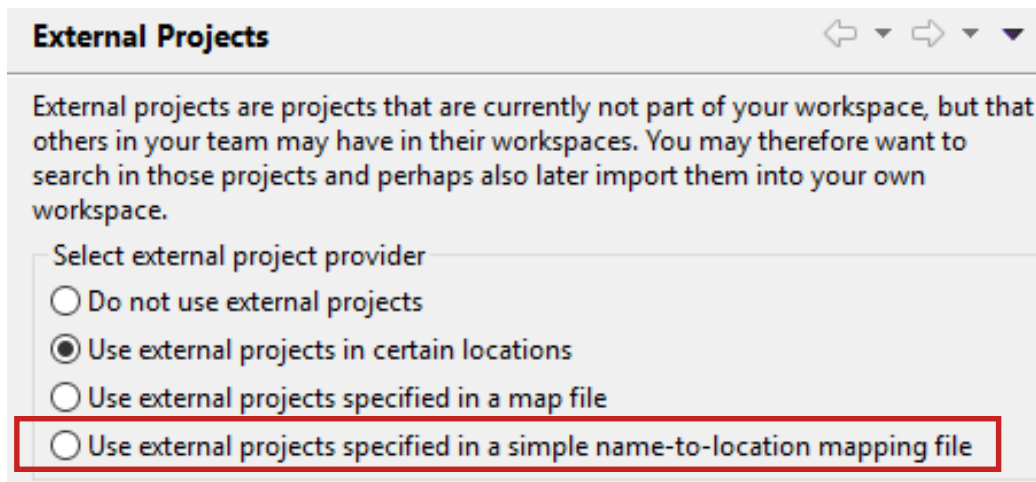 External Projects
External projects are projects that are currently not part of your workspace, but that
others in your team may have in their workspaces. You may therefore want to
search in those projects and perhaps also later import them into your own
workspace.
Select external project provider
Do not use external projects
Use external projects in certain locations
Use external projects specified in a map file
Use external projects specified in a simple name-to-location mapping file